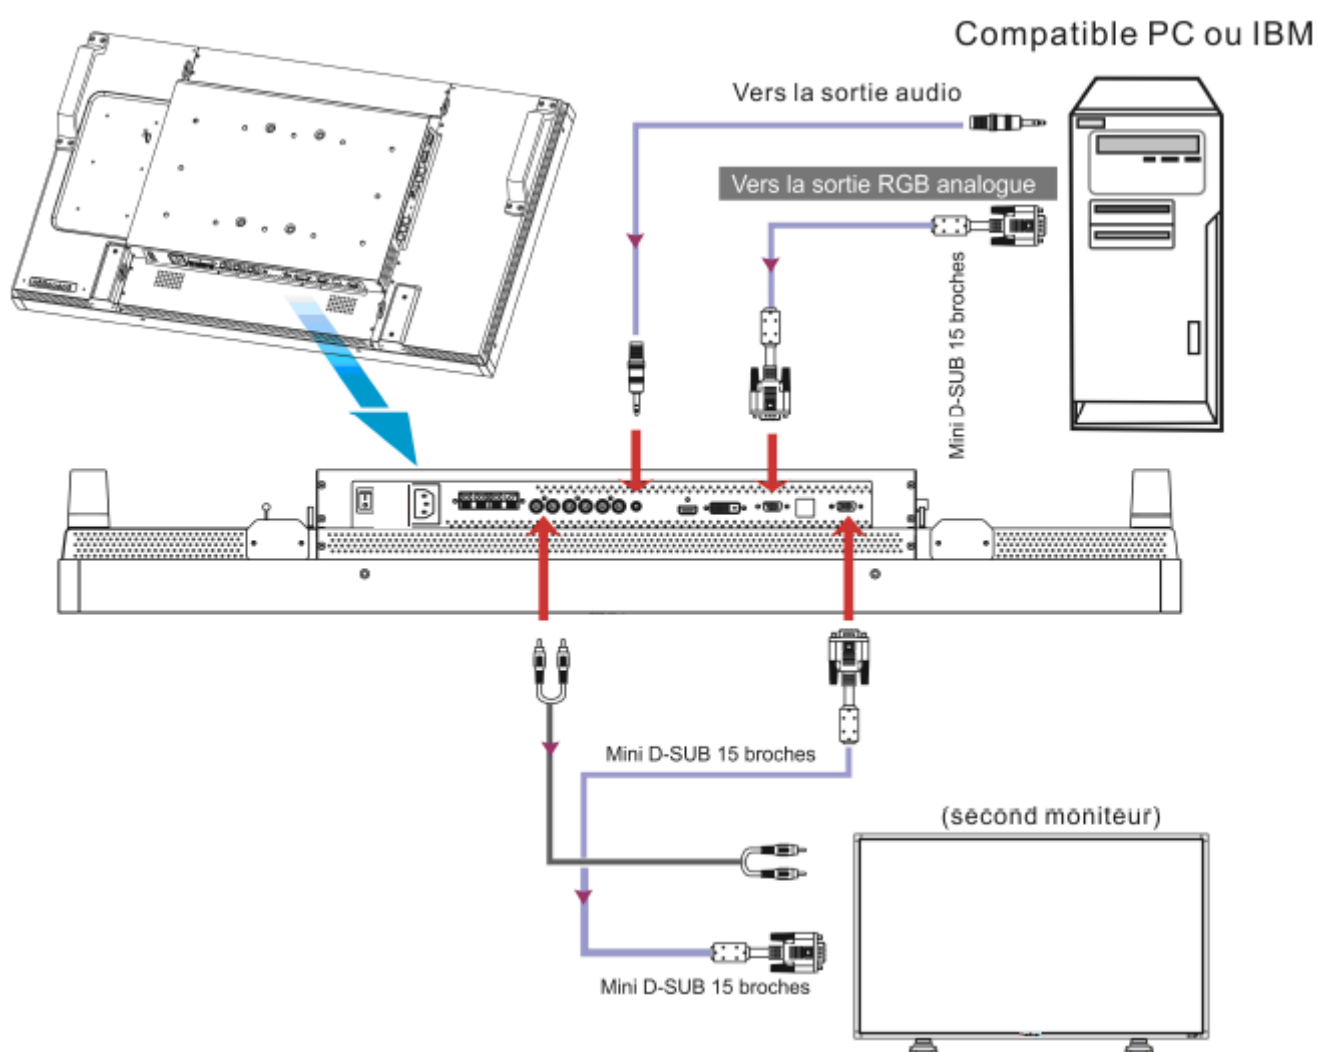 Compatible PC ou IBM
Vers la sortie audio
Vers la sortie RGB analogue
Mini D-SUB 15 broches
Mini D-SUB 15 broches
(second moniteur)
Mini D-SUB 15 broches